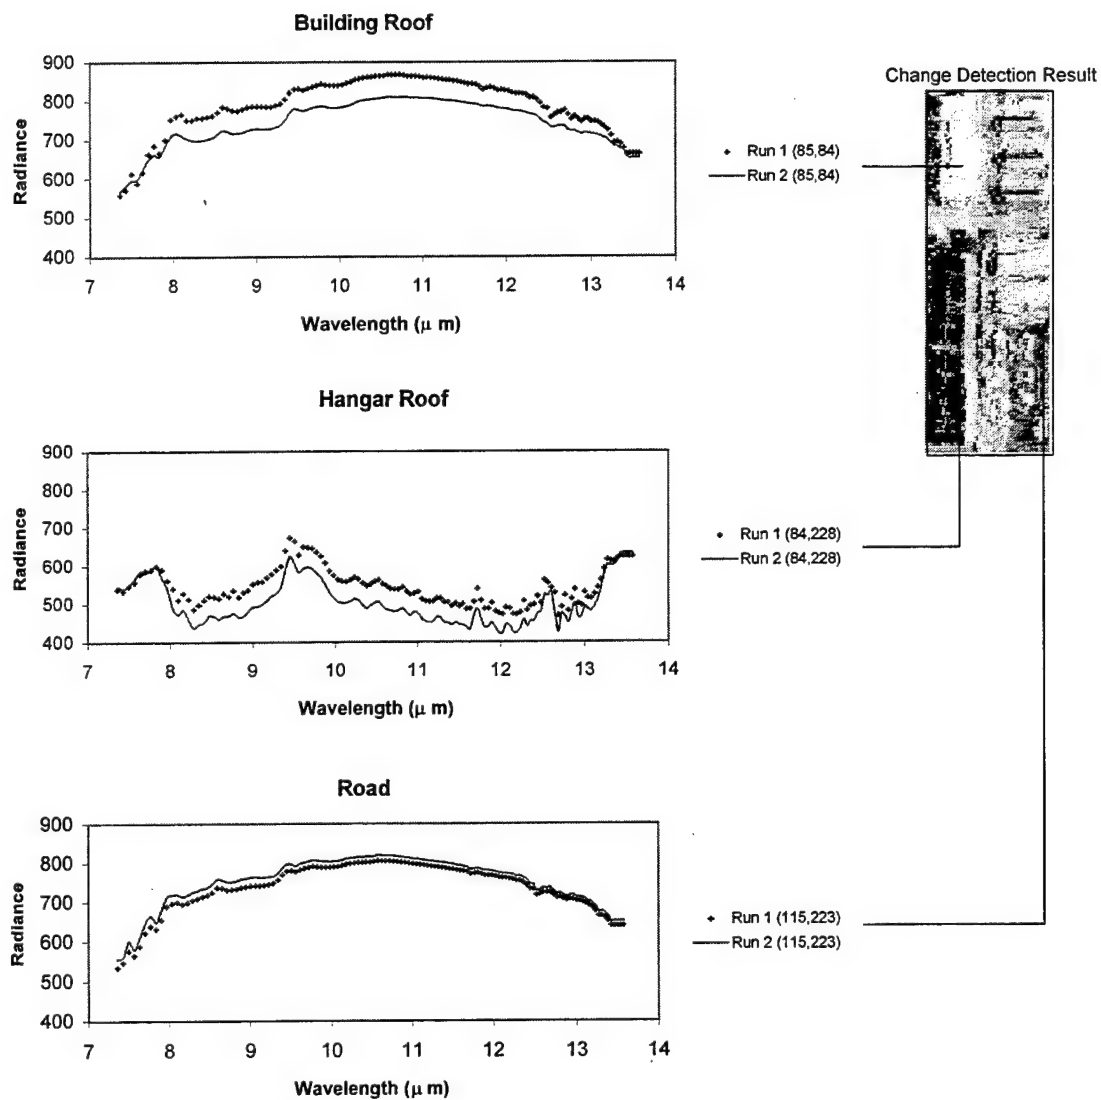 Building Roof
900
800
700
600
500
400
Radiance
7 8 9 10 11 12 13 14
Wavelength (μ m)
Run 1 (85,84)
Run 2 (85,84)
Change Detection Result
Hangar Roof
900
800
700
600
500
400
Radiance
7 8 9 10 11 12 13 14
Wavelength (μ m)
Run 1 (84,228)
Run 2 (84,228)
Road
900
800
700
600
500
400
Radiance
7 8 9 10 11 12 13 14
Wavelength (μ m)
Run 1 (115,223)
Run 2 (115,223)